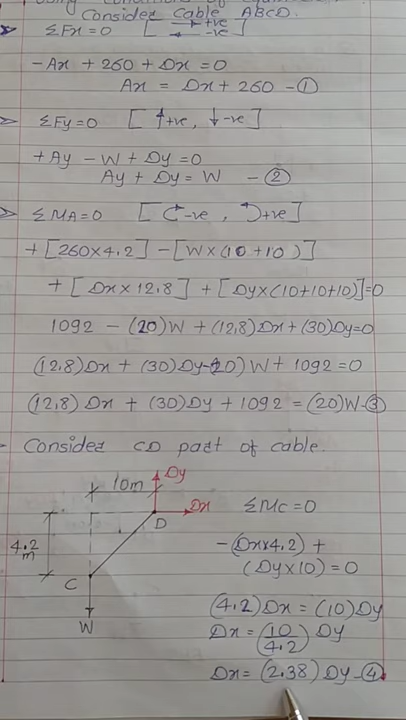 Consider Cable ABCD.
ΣFx=0 [ → +ve ← -ve ]
-Ax + 260 + Dx = 0
Ax = Dx + 260 - ①
ΣFy=0 [ ↑+ve, ↓-ve ]
+Ay - W + Dy = 0
Ay + Dy = W - ②
ΣMA=0 [ ↻-ve , ↺+ve ]
+ [260×4.2] - [W×(10+10)]
+ [ Dx × 12.8 ] + [Dy×(10+10+10)]=0
1092 - (20)W + (12.8)Dx + (30)Dy=0
(12.8)Dx + (30)Dy-(20)W + 1092 = 0
(12.8) Dx + (30)Dy + 1092 = (20)W-③
- Consider CD part of cable.
10m
Dy
Dx
D
4.2
m
C
W
ΣMc=0
-(Dx×4.2) +
(Dy×10) = 0
(4.2)Dx = (10)Dy
Dx = (10/4.2) Dy
Dx = (2.38) Dy-④